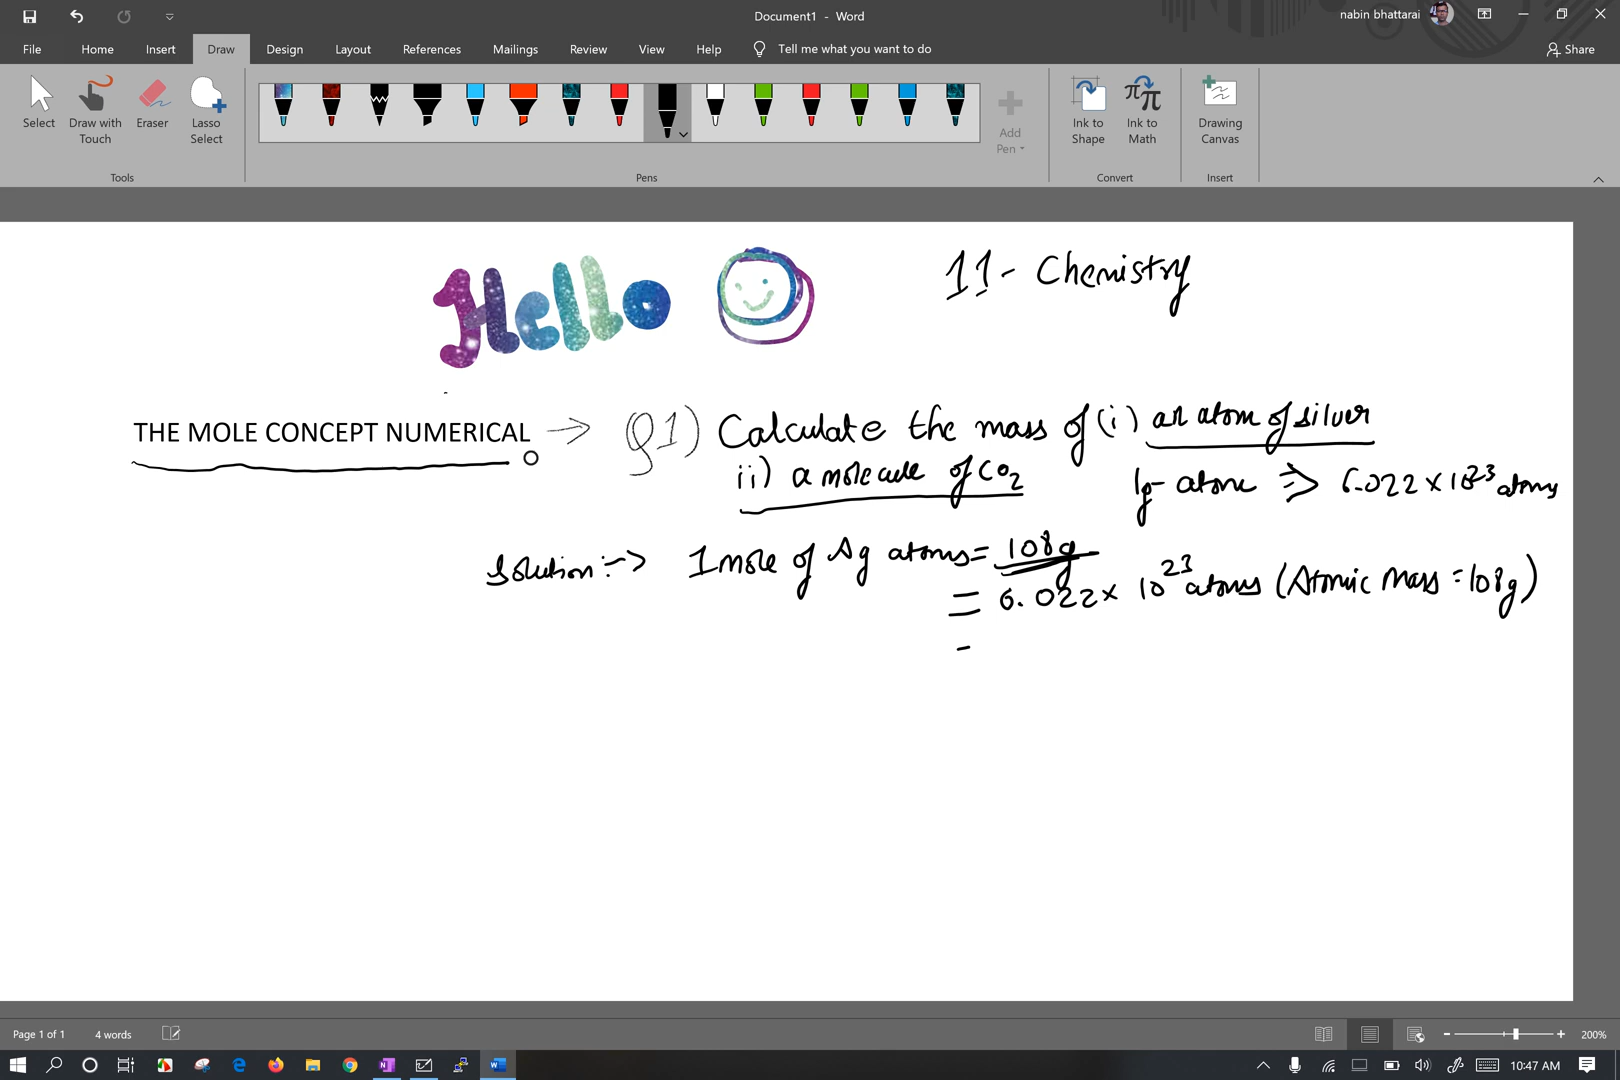 Document1 - Word
nabin bhattarai
File Home Insert Draw Design Layout References Mailings Review View Help Tell me what you want to do Share
Select
Draw with Touch
Eraser
Lasso Select
Add Pen
Ink to Shape
Ink to Math
Drawing Canvas
Tools Pens Convert Insert
Hello
11- Chemistry
THE MOLE CONCEPT NUMERICAL → Q1) Calculate the mass of (i) an atom of silver
ii) a molecule of CO₂
1g-atom ⇒ 6.022 × 10²³ atoms
Solution :-> 1 mole of Ag atoms = 108g
= 6.022 × 10²³ atoms (Atomic Mass = 108g)
-
Page 1 of 1 4 words 200%
10:47 AM